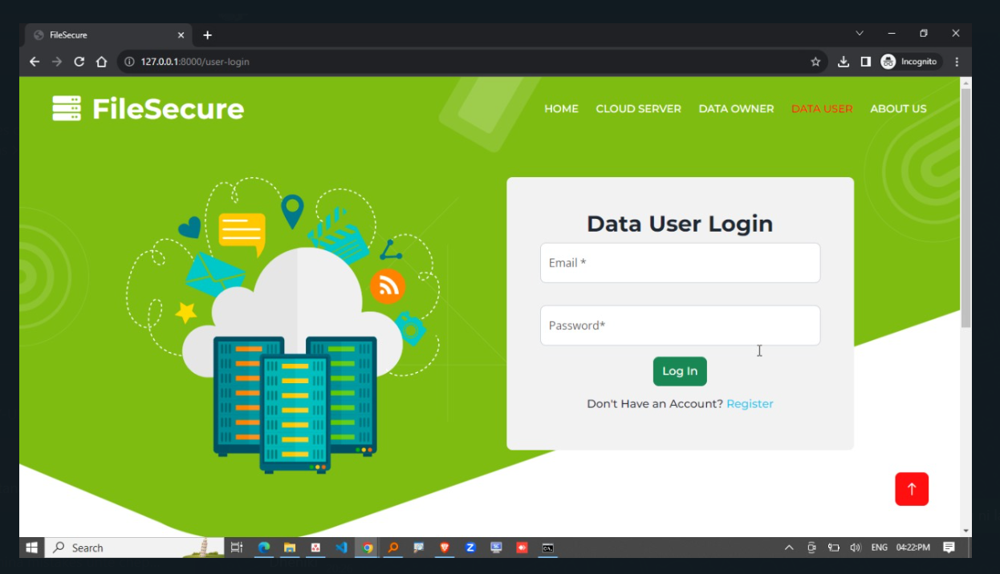 FileSecure
127.0.0.1:8000/user-login
Incognito
FileSecure
HOME CLOUD SERVER DATA OWNER DATA USER ABOUT US
Data User Login
Email *
Password*
Log In
Don't Have an Account? Register
Search
ENG 04:22:PM